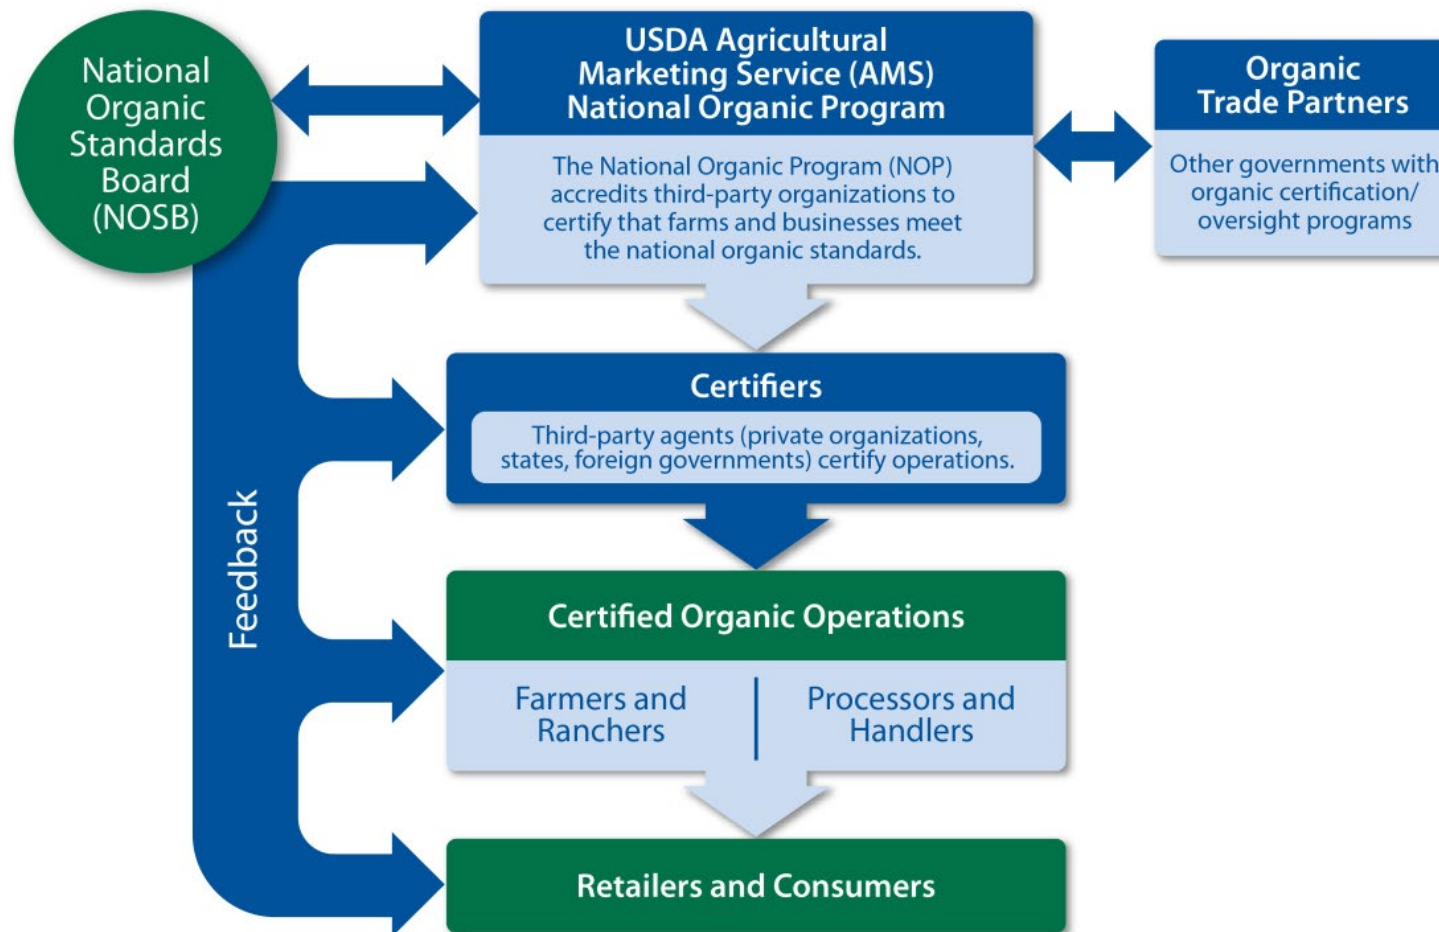 National
Organic
Standards
Board
(NOSB)
USDA Agricultural
Marketing Service (AMS)
National Organic Program
The National Organic Program (NOP)
accredits third-party organizations to
certify that farms and businesses meet
the national organic standards.
Organic
Trade Partners
Other governments with
organic certification/
oversight programs
Certifiers
Third-party agents (private organizations,
states, foreign governments) certify operations.
Feedback
Certified Organic Operations
Farmers and
Ranchers
Processors and
Handlers
Retailers and Consumers